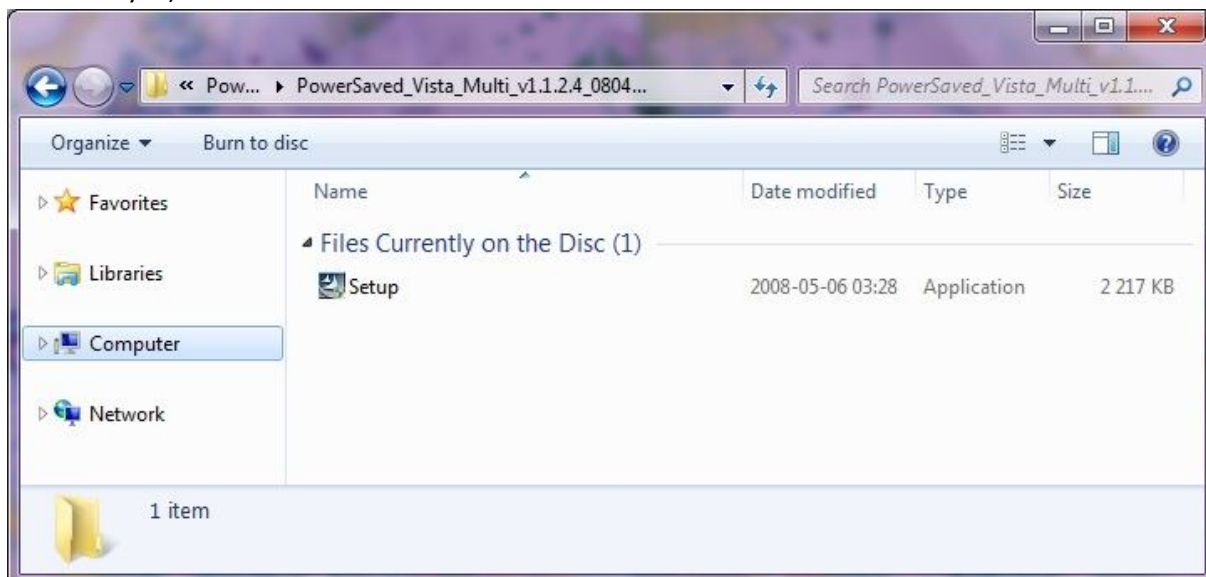 « Pow... PowerSaved_Vista_Multi_v1.1.2.4_0804... Search PowerSaved_Vista_Multi_v1.1....
Organize Burn to disc
Name Date modified Type Size
Favorites
Files Currently on the Disc (1)
Libraries
Setup 2008-05-06 03:28 Application 2 217 KB
Computer
Network
1 item